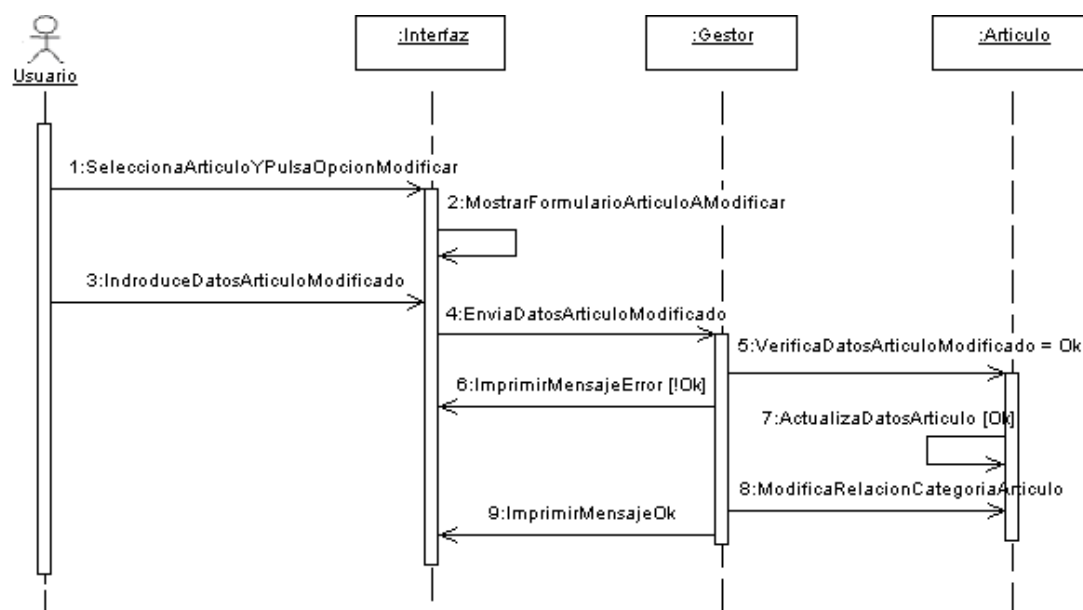 Usuario
:Interfaz
:Gestor
:Articulo
1:SeleccionaArticuloYPulsaOpcionModificar
2:MostrarFormularioArticuloAModificar
3:IndroduceDatosArticuloModificado
4:EnviaDatosArticuloModificado
5:VerificaDatosArticuloModificado = Ok
6:ImprimirMensajeError [!Ok]
7:ActualizaDatosArticulo [Ok]
8:ModificaRelacionCategoriaArticulo
9:ImprimirMensajeOk